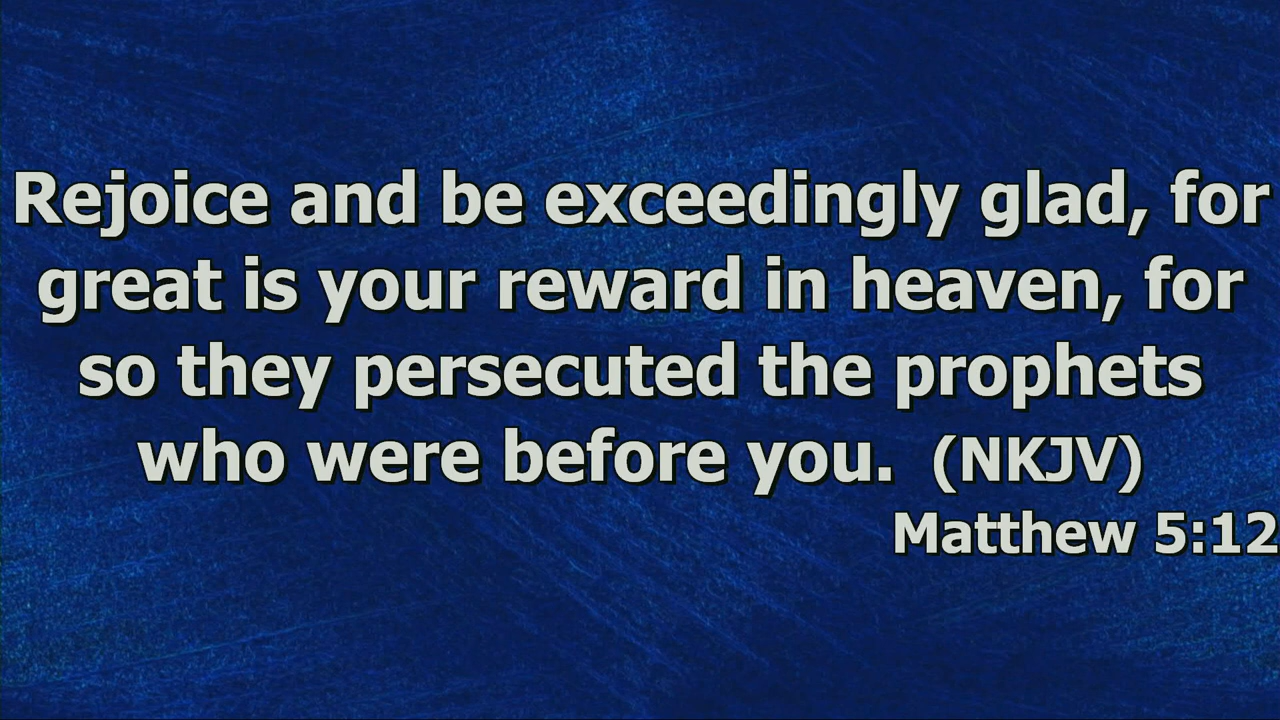 Rejoice and be exceedingly glad, for
great is your reward in heaven, for
so they persecuted the prophets
who were before you. (NKJV)
Matthew 5:12